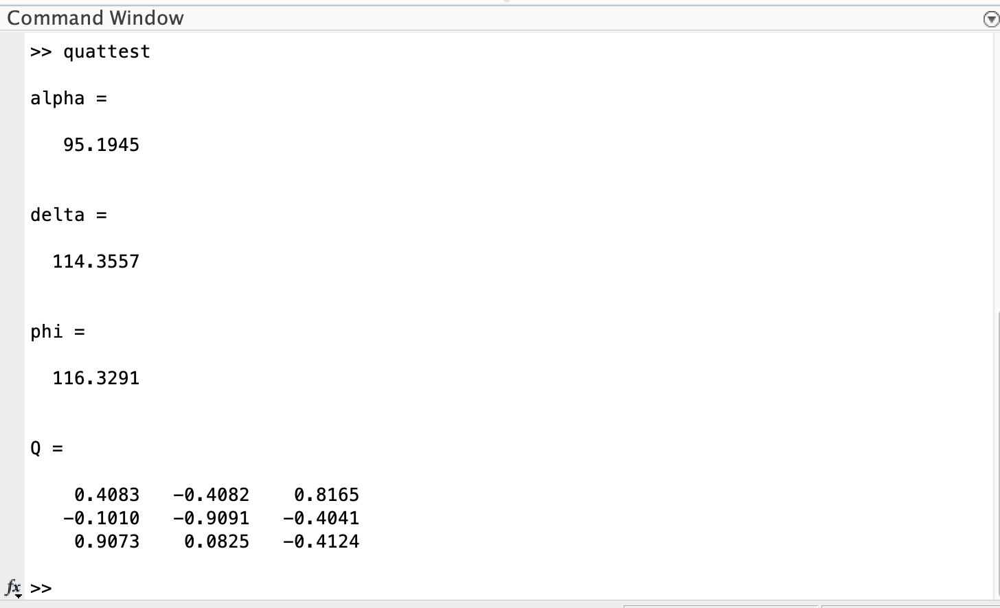 Command Window
>> quattest
alpha =
95.1945
delta =
114.3557
phi =
116.3291
Q =
0.4083 -0.4082 0.8165
-0.1010 -0.9091 -0.4041
0.9073 0.0825 -0.4124
fx >>